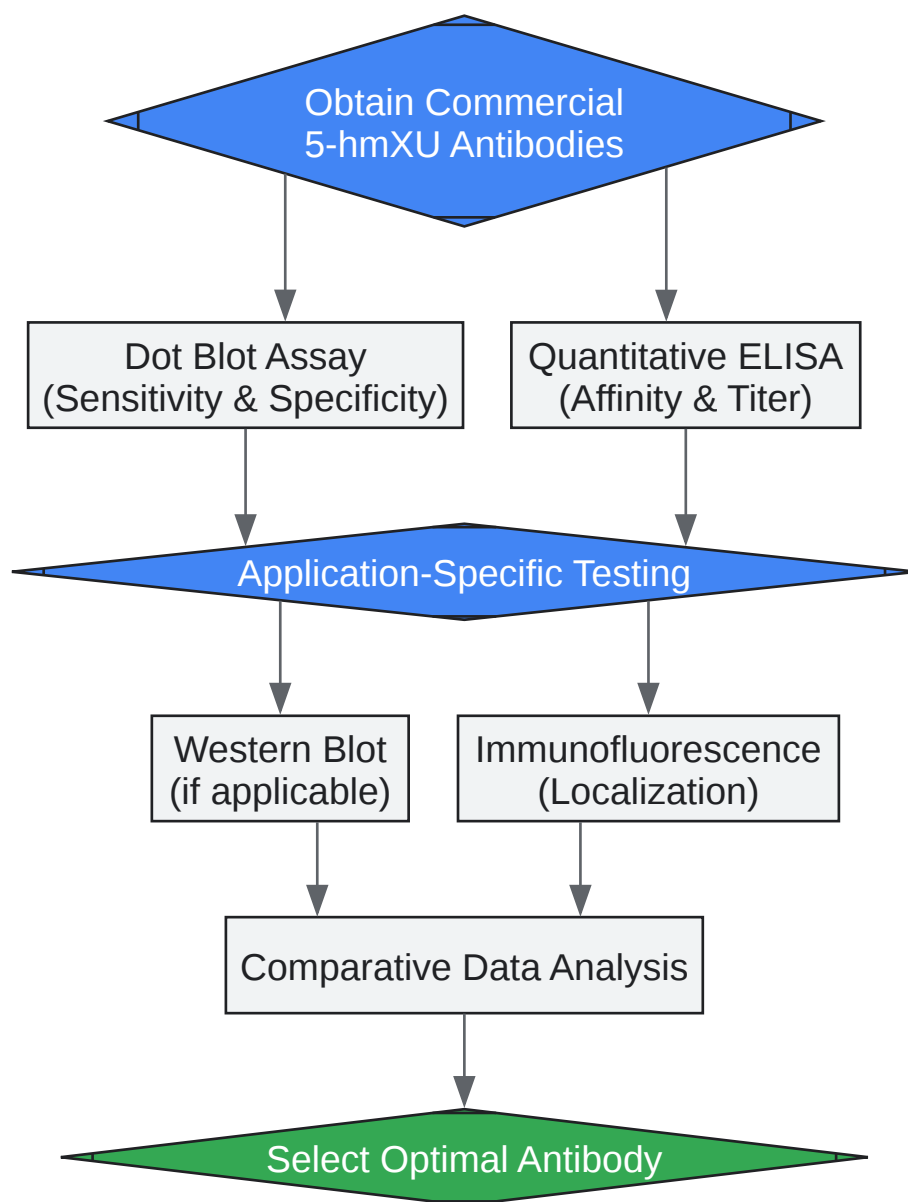 Obtain Commercial
5-hmXU Antibodies
Dot Blot Assay
(Sensitivity & Specificity)
Quantitative ELISA
(Affinity & Titer)
Application-Specific Testing
Western Blot
(if applicable)
Immunofluorescence
(Localization)
Comparative Data Analysis
Select Optimal Antibody